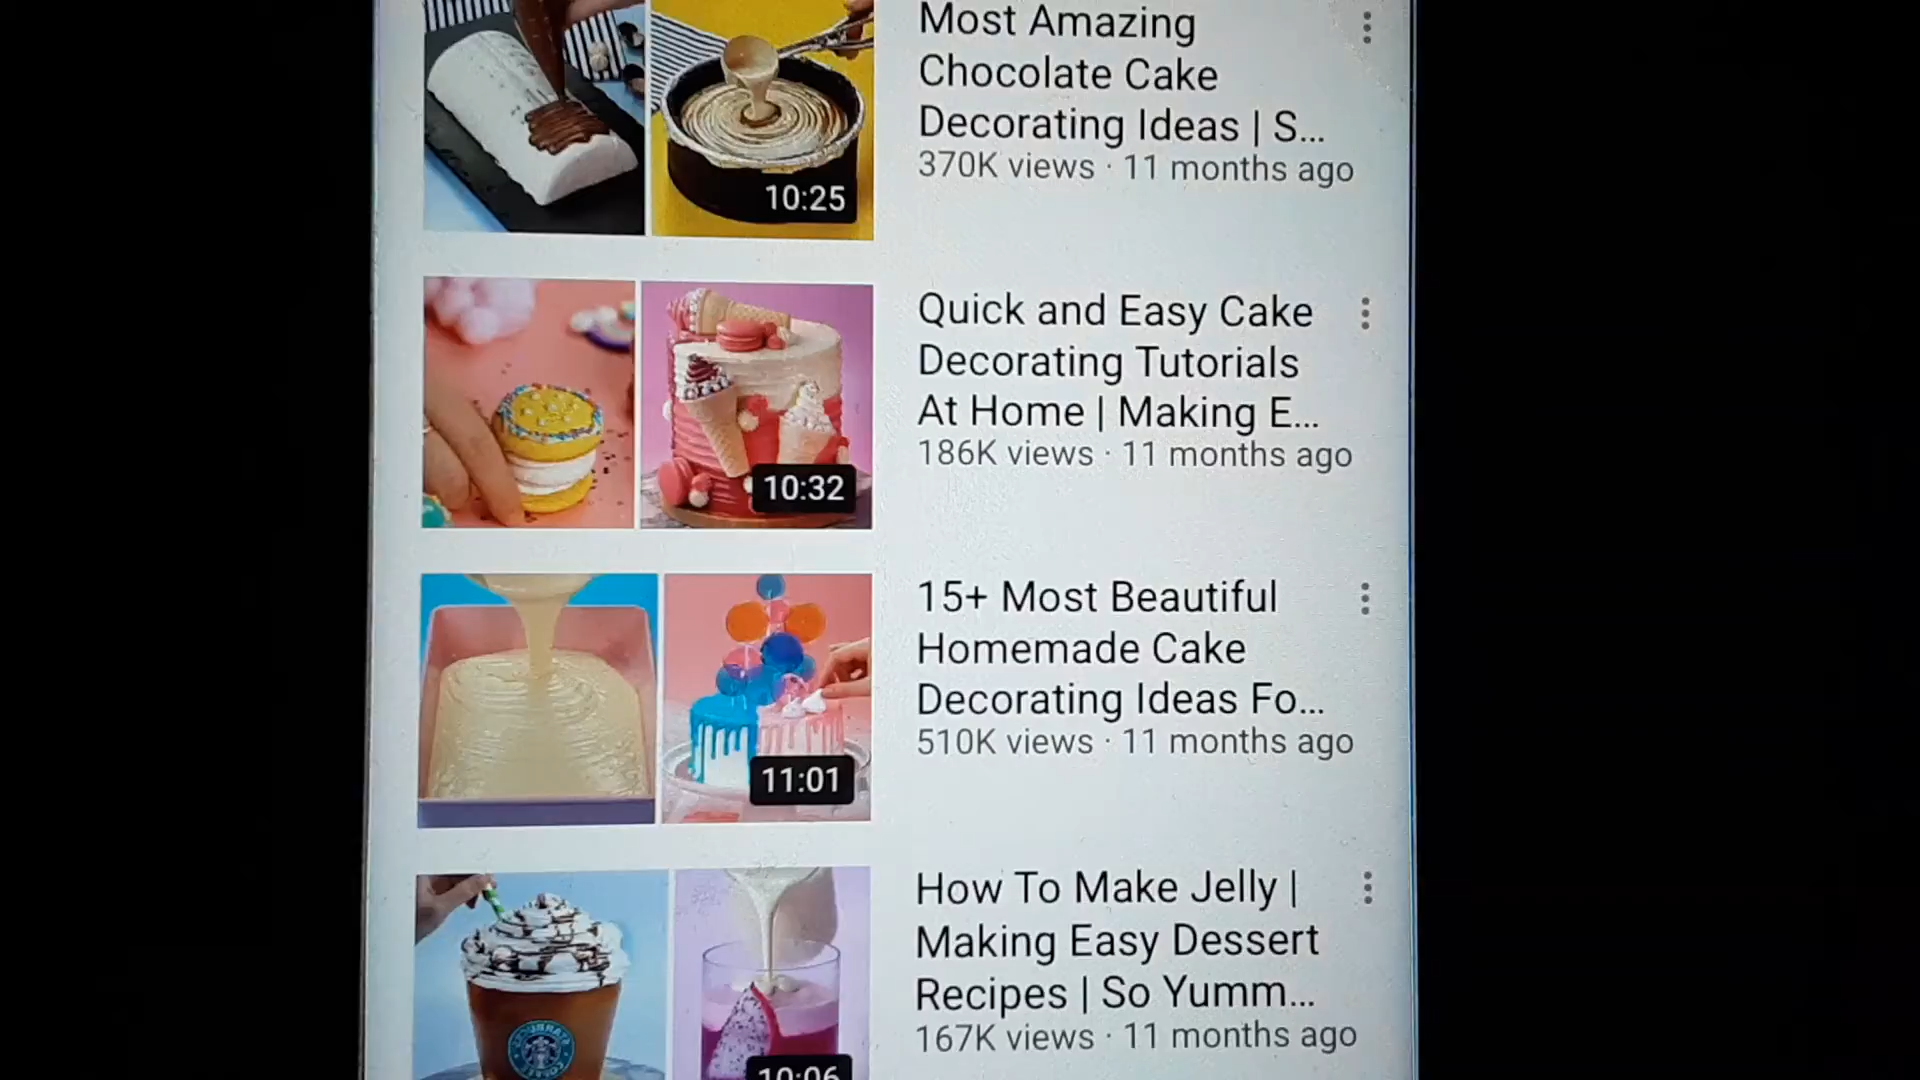 Most Amazing
Chocolate Cake
Decorating Ideas | S...
370K views · 11 months ago
10:25
Quick and Easy Cake
Decorating Tutorials
At Home | Making E...
186K views · 11 months ago
10:32
15+ Most Beautiful
Homemade Cake
Decorating Ideas Fo...
510K views · 11 months ago
11:01
How To Make Jelly |
Making Easy Dessert
Recipes | So Yumm...
167K views · 11 months ago
10:06